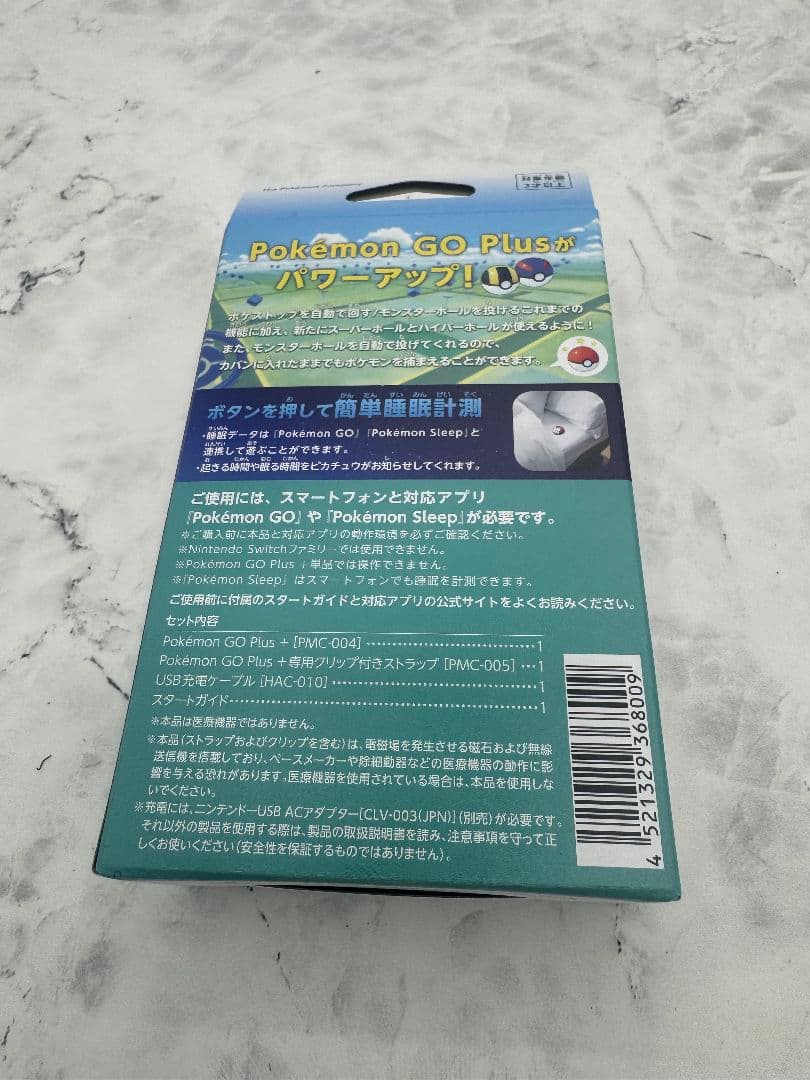 The Pokémon Company
対象年齢
3才以上
Pokémon GO Plusが
パワーアップ！
ポケストップを自動で回す/モンスターボールを投げるこれまでの
機能に加え、新たにスーパーボールとハイパーボールが使えるように！
また、モンスターボールを自動で投げてくれるので、
カバンに入れたままでもポケモンを捕まえることができます。
ボタンを押して簡単睡眠計測
・睡眠データは『Pokémon GO』『Pokémon Sleep』と
連携して遊ぶことができます。
・起きる時間や眠る時間をピカチュウがお知らせしてくれます。
ご使用には、スマートフォンと対応アプリ
『Pokémon GO』や『Pokémon Sleep』が必要です。
※ご購入前に本品と対応アプリの動作環境を必ずご確認ください。
※Nintendo Switchファミリーでは使用できません。
※Pokémon GO Plus +単品では操作できません。
※『Pokémon Sleep』はスマートフォンでも睡眠を計測できます。
ご使用前に付属のスタートガイドと対応アプリの公式サイトをよくお読みください。
セット内容
Pokémon GO Plus +［PMC-004］‥‥‥‥‥‥‥‥1
Pokémon GO Plus +専用クリップ付きストラップ［PMC-005］…1
USB充電ケーブル［HAC-010］‥‥‥‥‥‥‥‥‥1
スタートガイド‥‥‥‥‥‥‥‥‥‥‥‥‥‥1
※本品は医療機器ではありません。
※本品（ストラップおよびクリップを含む）は、電磁場を発生させる磁石および無線
送信機を搭載しており、ペースメーカーや除細動器などの医療機器の動作に影
響を与える恐れがあります。医療機器を使用されている場合は、本品を使用しな
いでください。
※充電には、ニンテンドーUSB ACアダプター［CLV-003(JPN)］（別売）が必要です。
それ以外の製品を使用する際は、製品の取扱説明書を読み、注意事項を守って正
しくお使いください（安全性を保証するものではありません）。
4 521329 368009